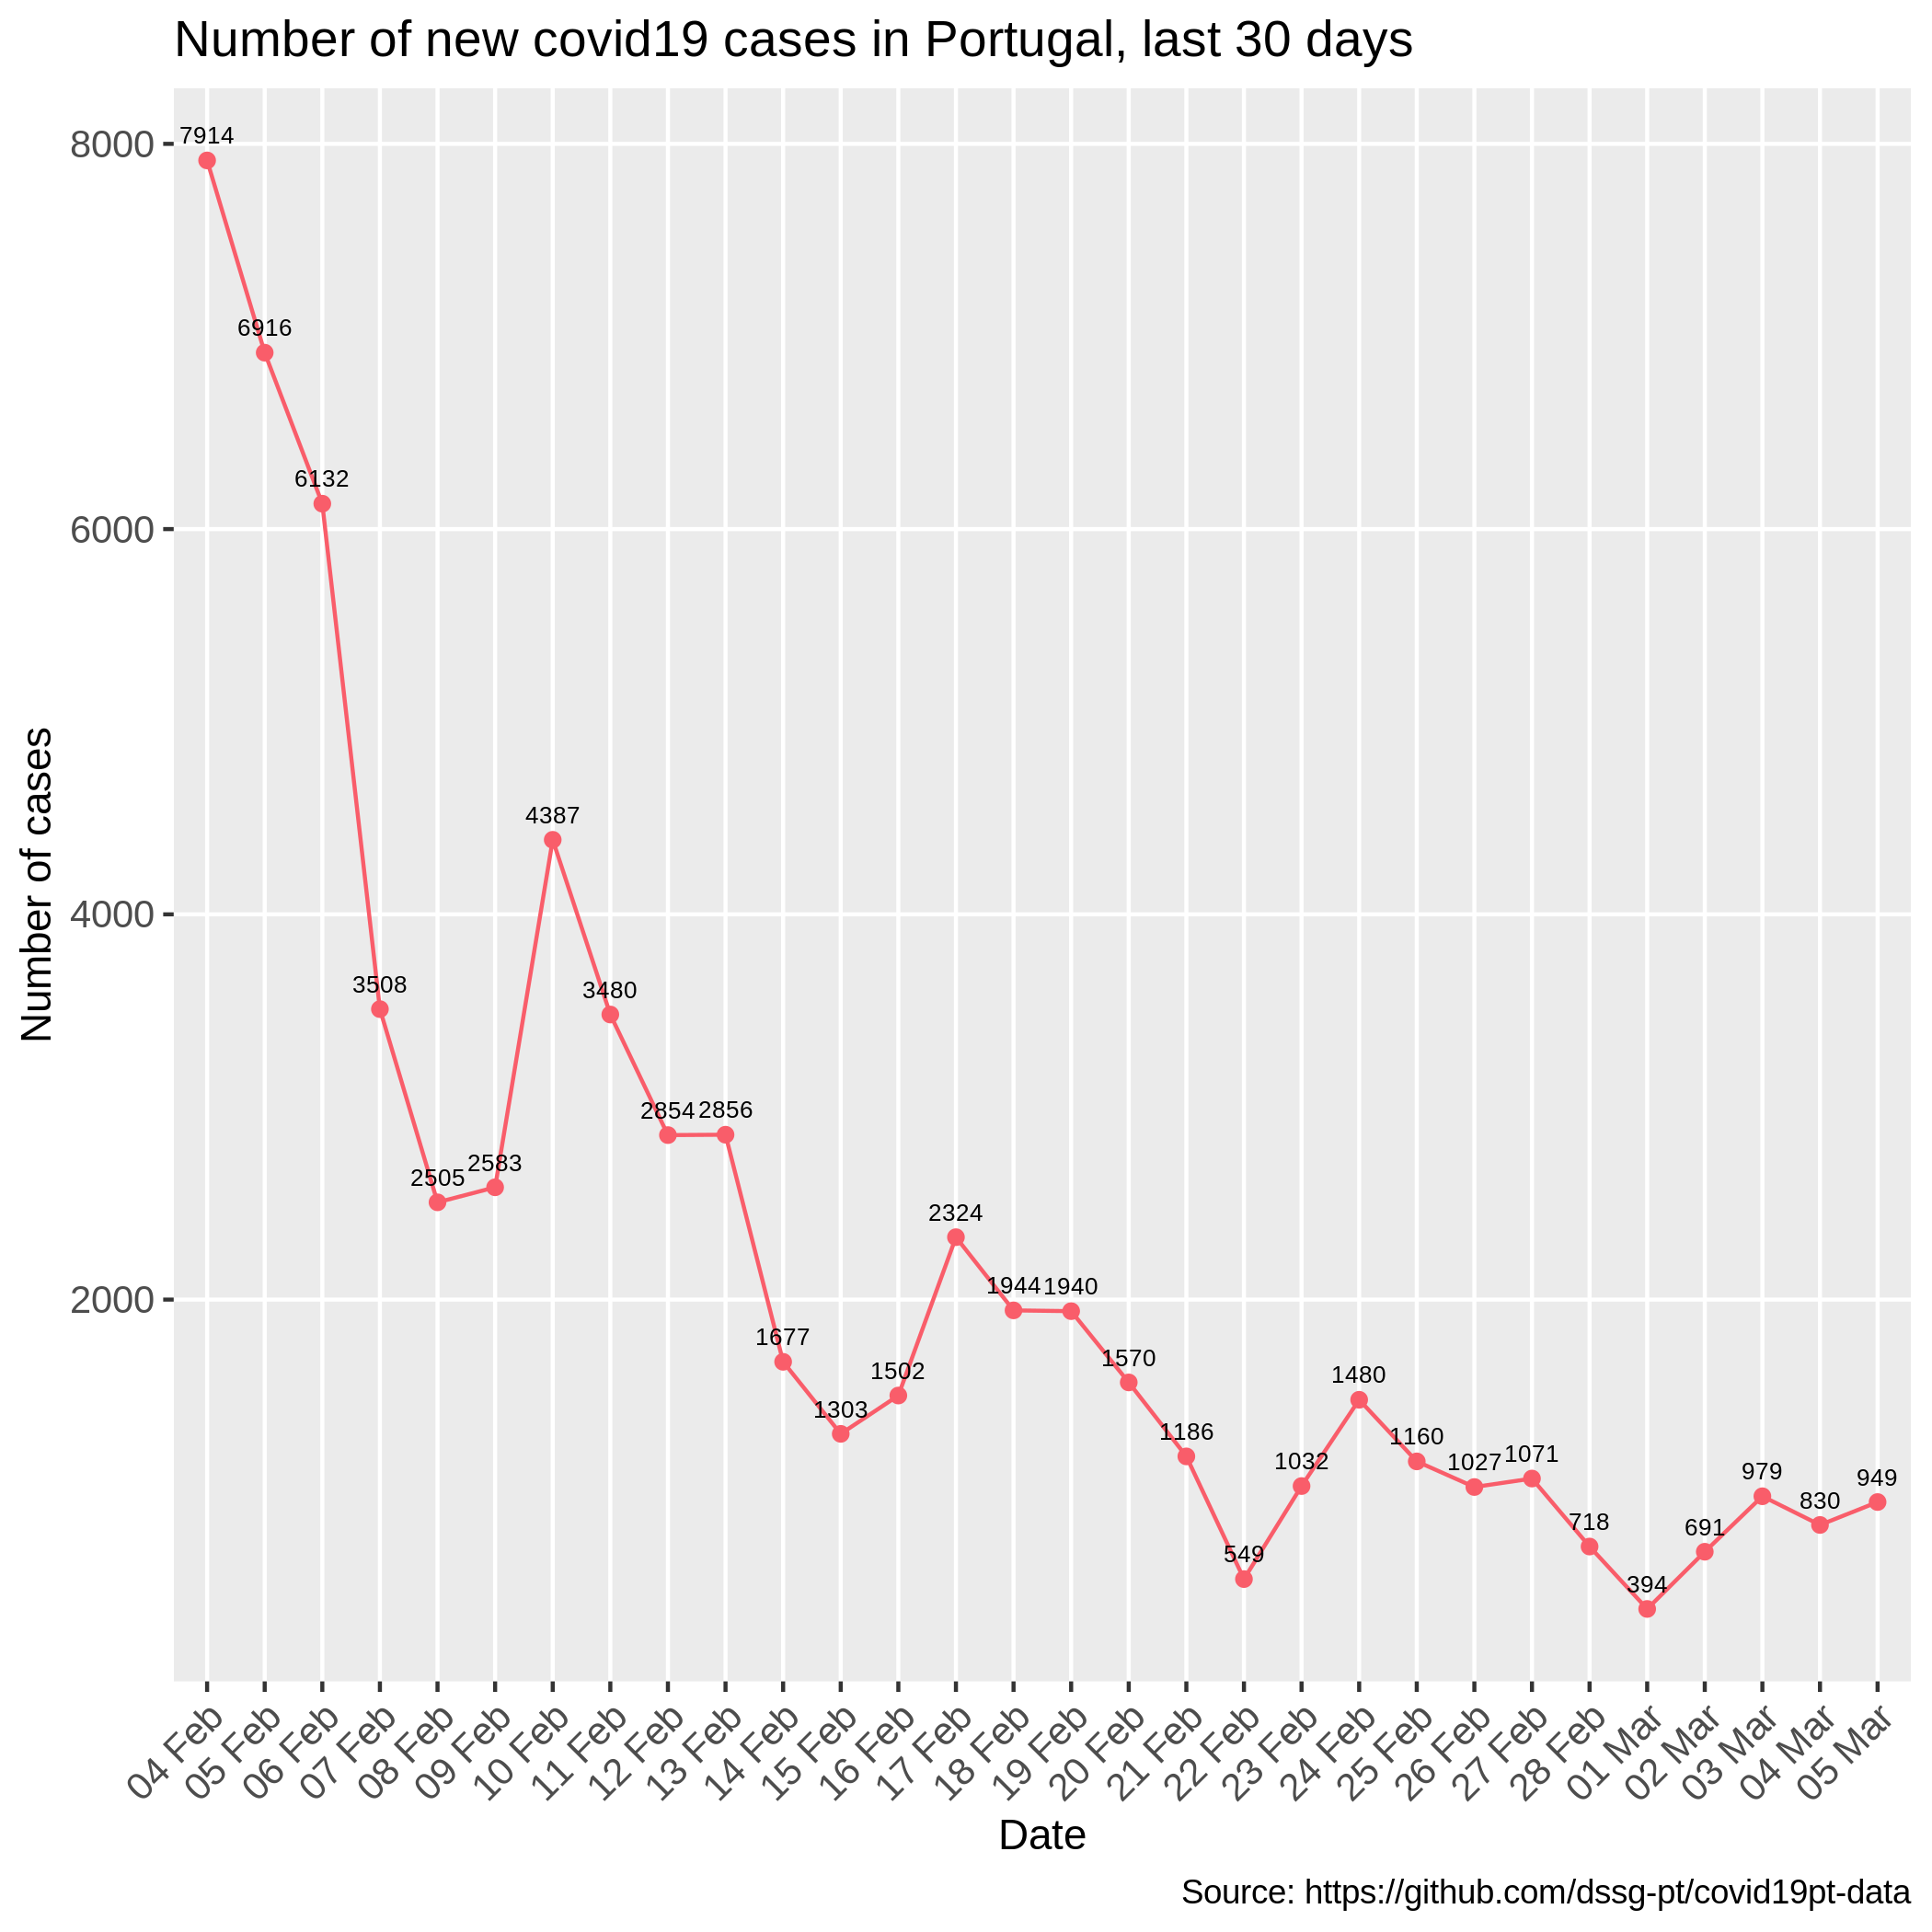 Number of new covid19 cases in Portugal, last 30 days
8000
6000
4000
2000
Number of cases
7914
6916
6132
3508
2505
2583
4387
3480
2854
2856
1677
1303
1502
2324
1944
1940
1570
1186
549
1032
1480
1160
1027
1071
718
394
691
979
830
949
04 Feb
05 Feb
06 Feb
07 Feb
08 Feb
09 Feb
10 Feb
11 Feb
12 Feb
13 Feb
14 Feb
15 Feb
16 Feb
17 Feb
18 Feb
19 Feb
20 Feb
21 Feb
22 Feb
23 Feb
24 Feb
25 Feb
26 Feb
27 Feb
28 Feb
01 Mar
02 Mar
03 Mar
04 Mar
05 Mar
Date
Source: https://github.com/dssg-pt/covid19pt-data